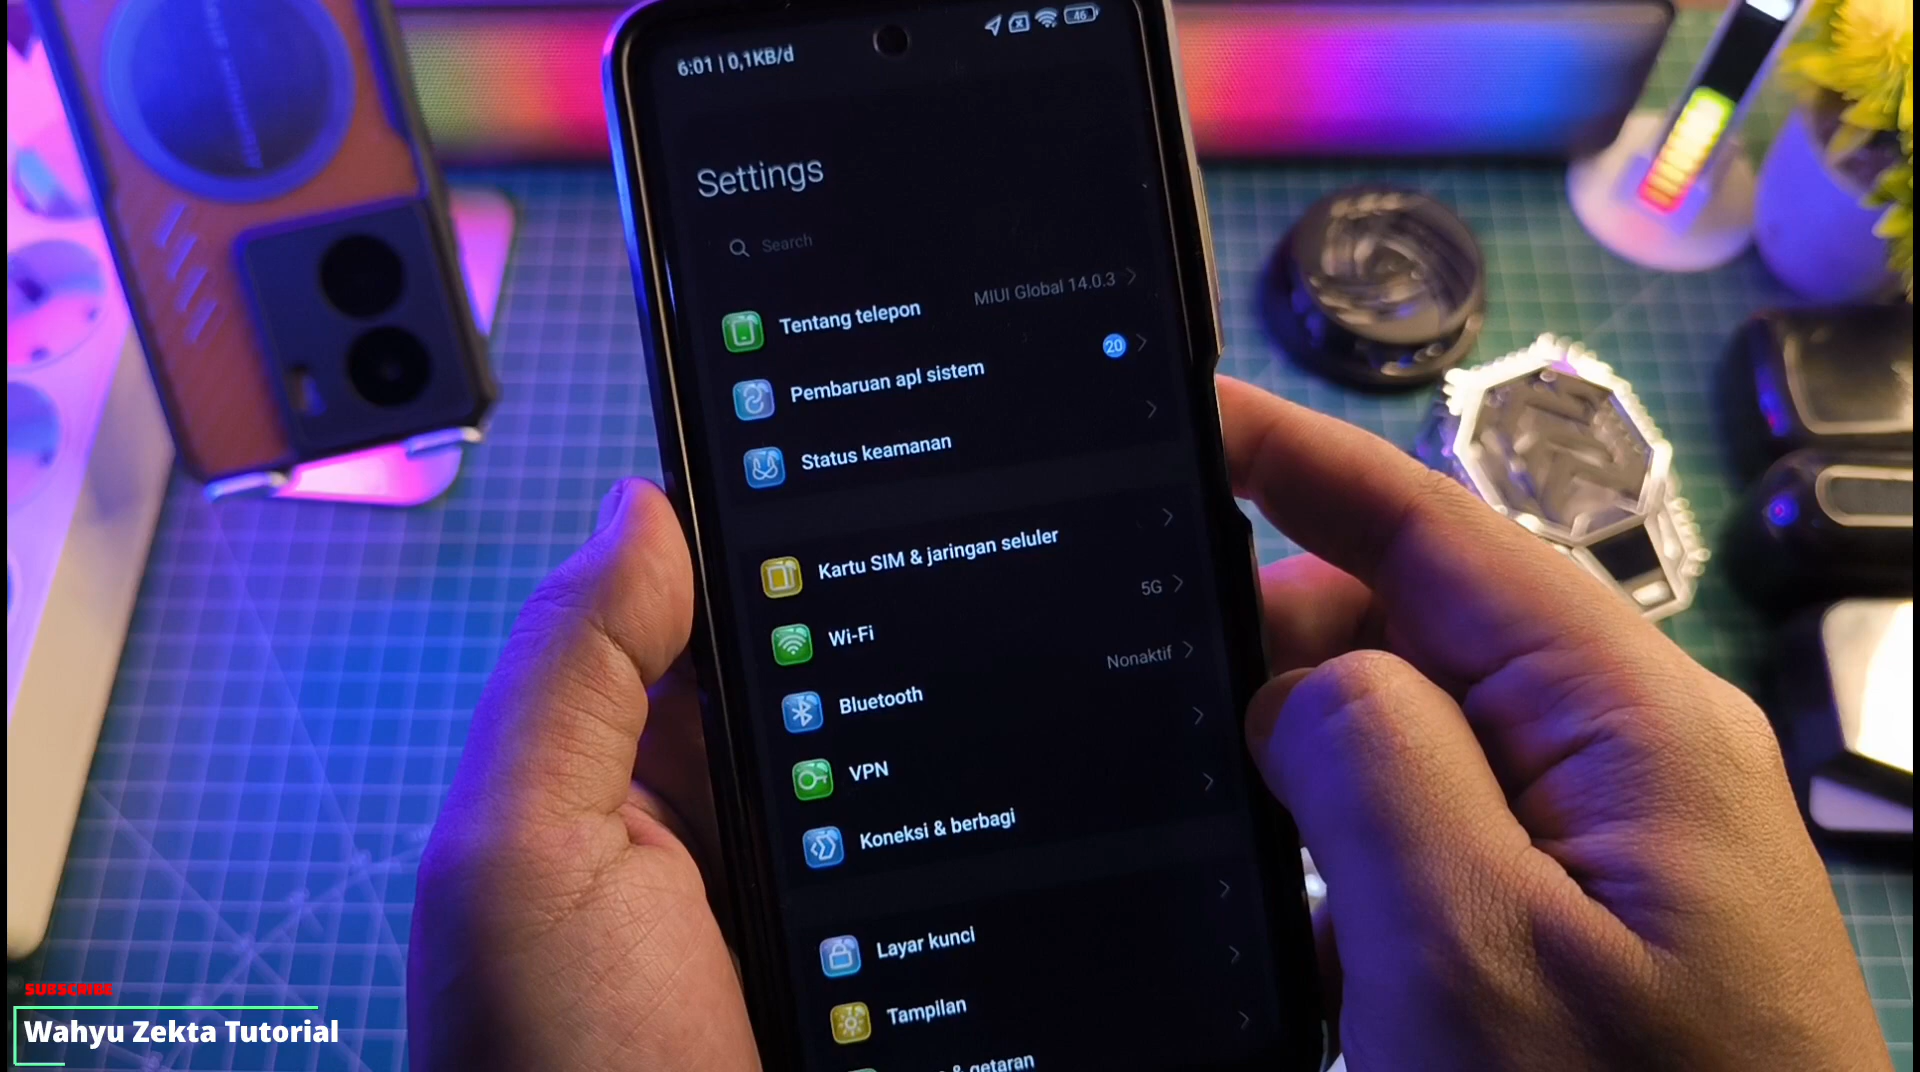 6:01 | 0,1KB/d
46
Settings
Search
Tentang telepon
MIUI Global 14.0.3
Pembaruan apl sistem
20
Status keamanan
Kartu SIM & jaringan seluler
Wi-Fi
5G
Bluetooth
Nonaktif
VPN
Koneksi & berbagi
Layar kunci
Tampilan
& getaran
SUBSCRIBE
Wahyu Zekta Tutorial